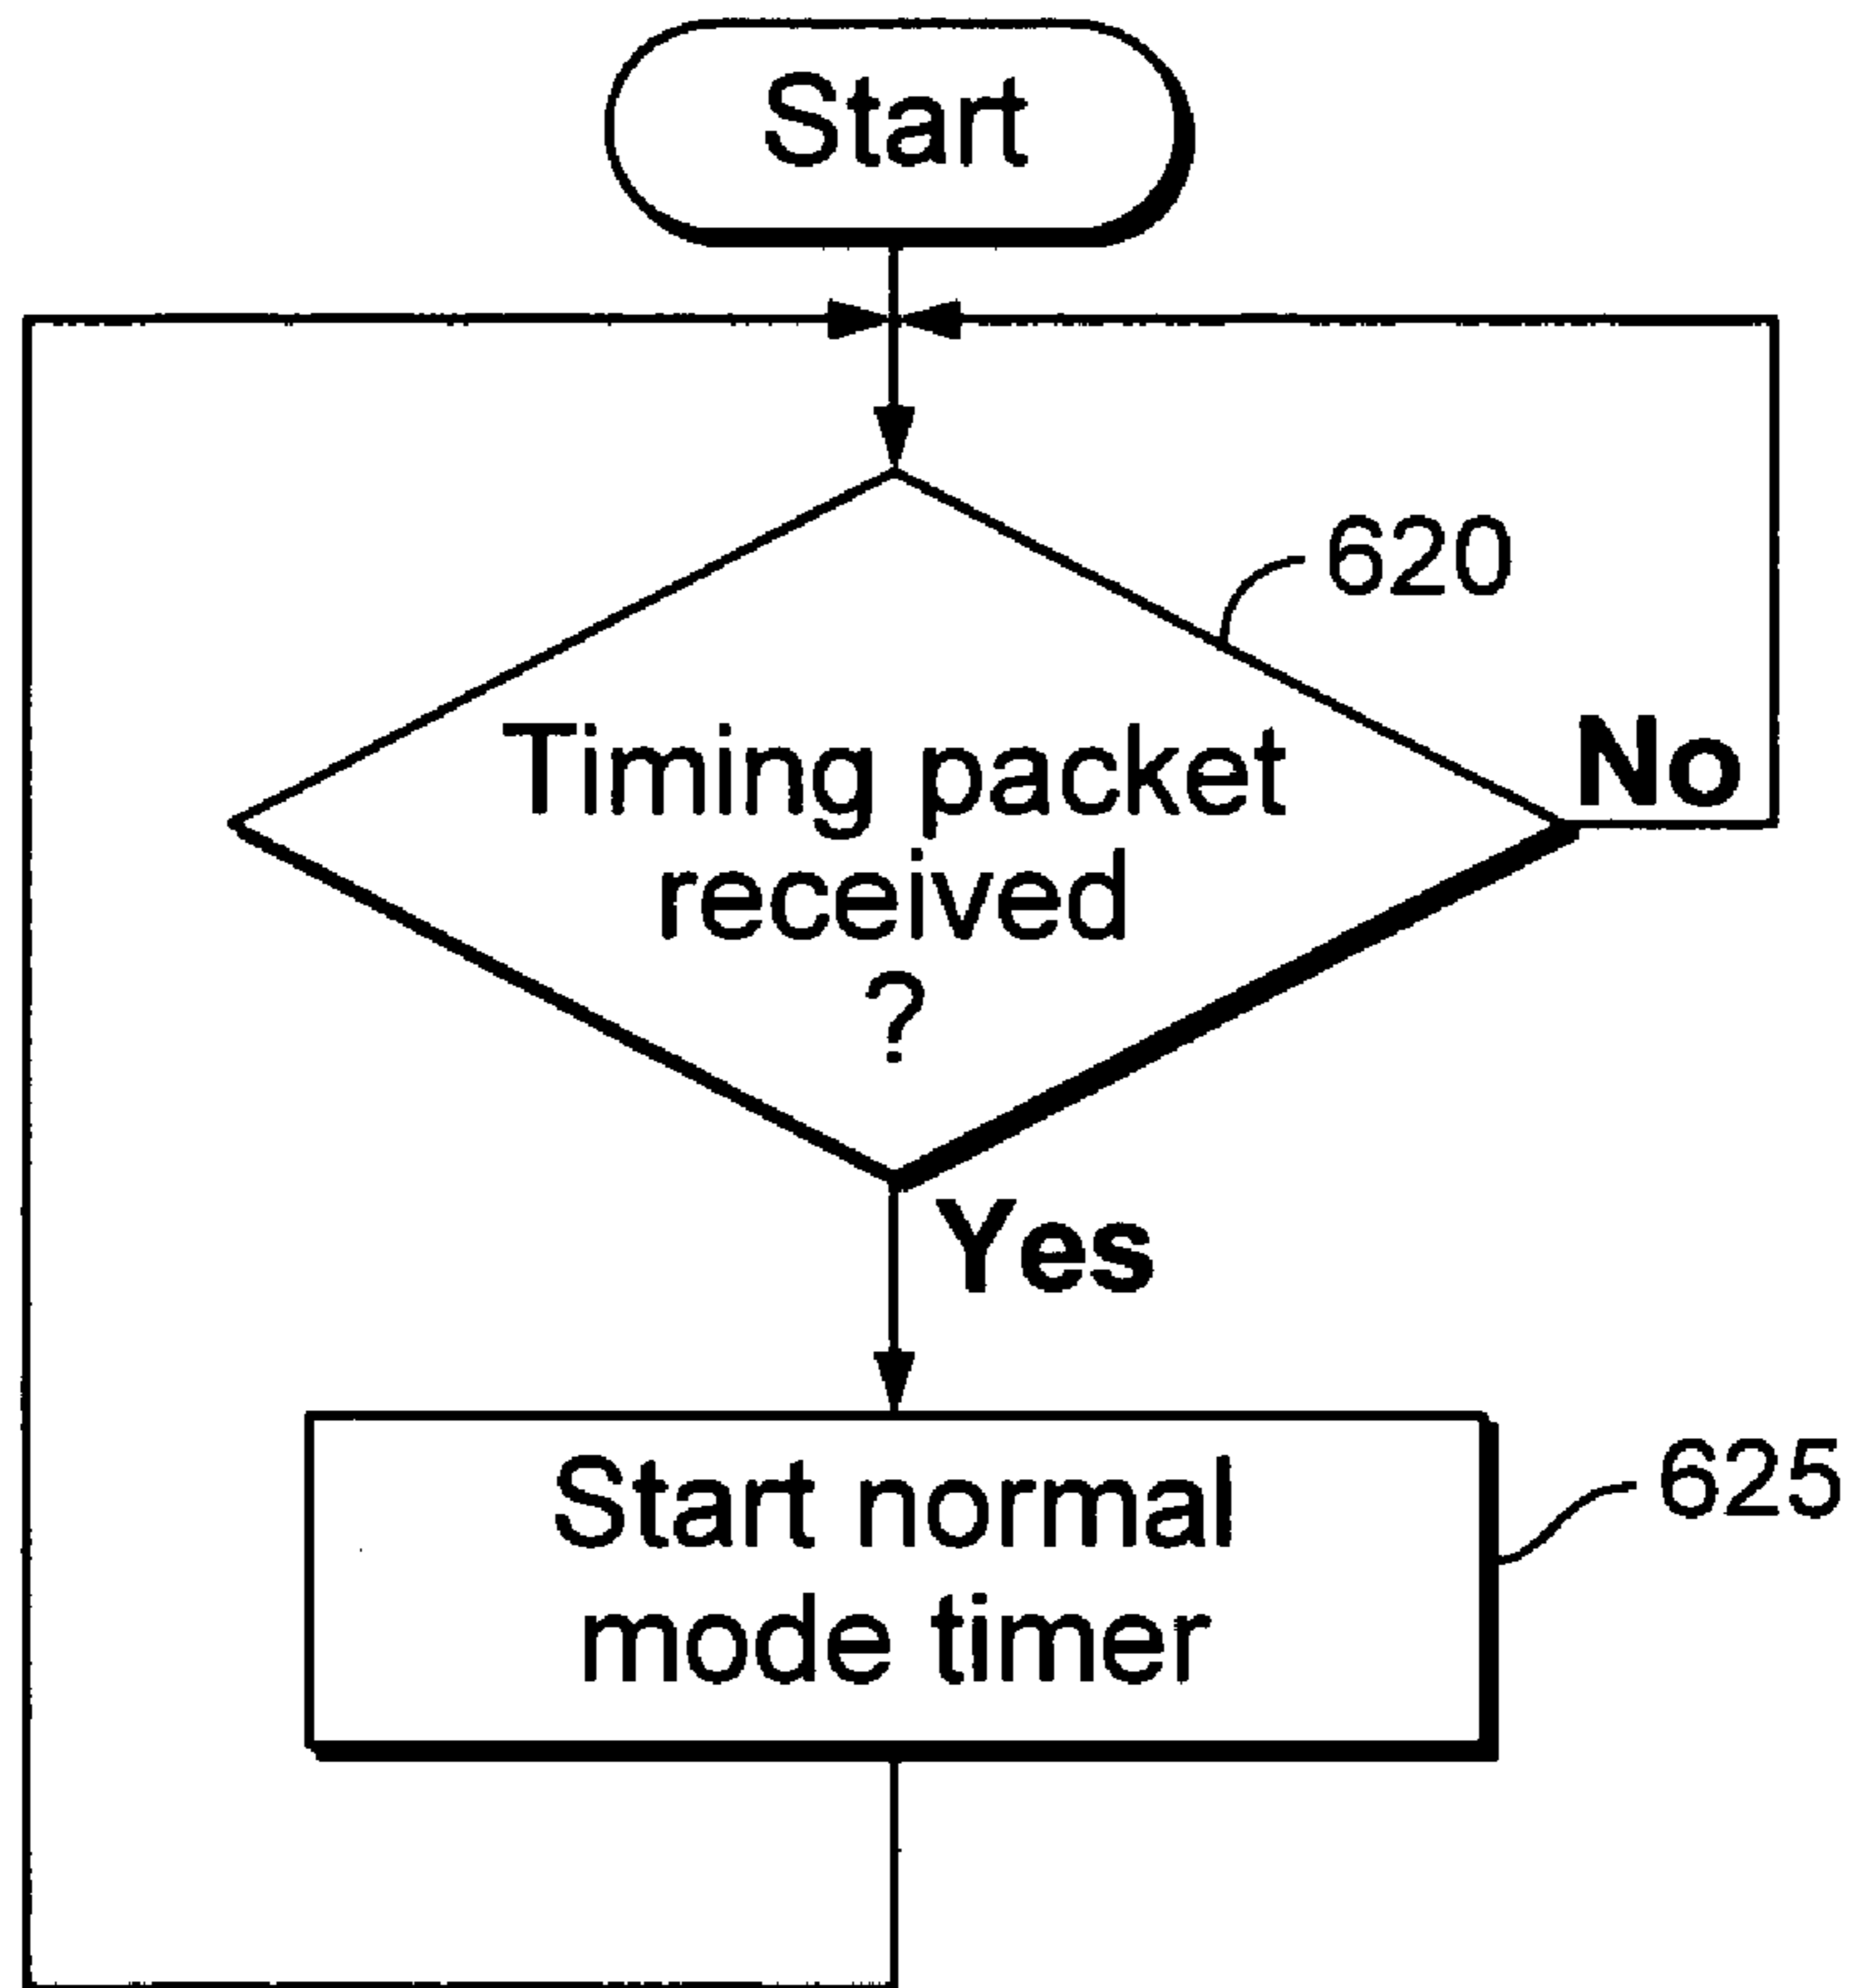 Start
620
Timing packet
No
received
?
Yes
Start normal
625
mode timer